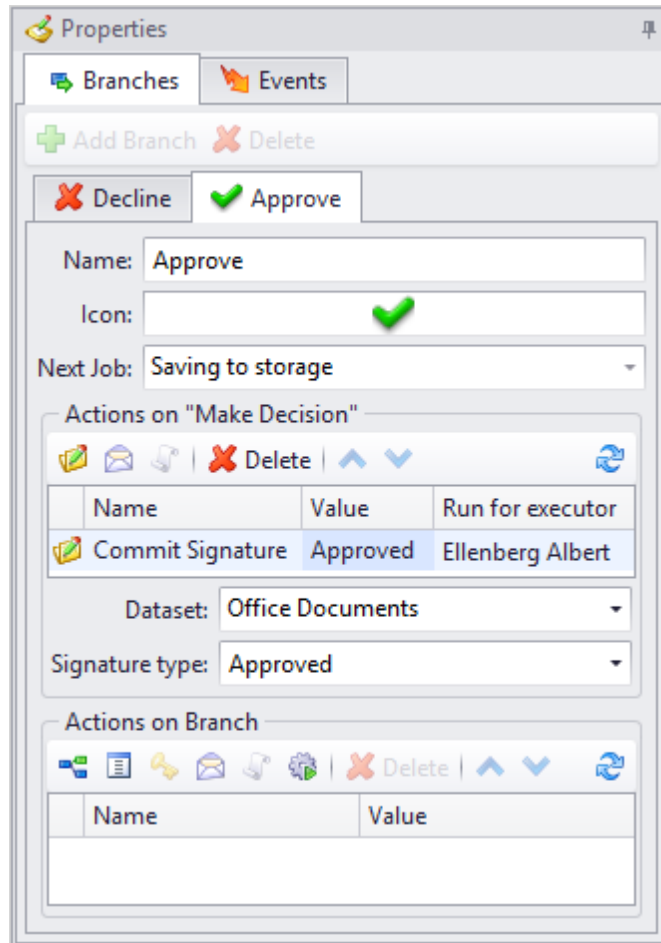 Properties
Branches Events
Add Branch Delete
Decline Approve
Name: Approve
Icon:
Next Job: Saving to storage
Actions on "Make Decision"
Delete
Name Value Run for executor
Commit Signature Approved Ellenberg Albert
Dataset: Office Documents
Signature type: Approved
Actions on Branch
Delete
Name Value